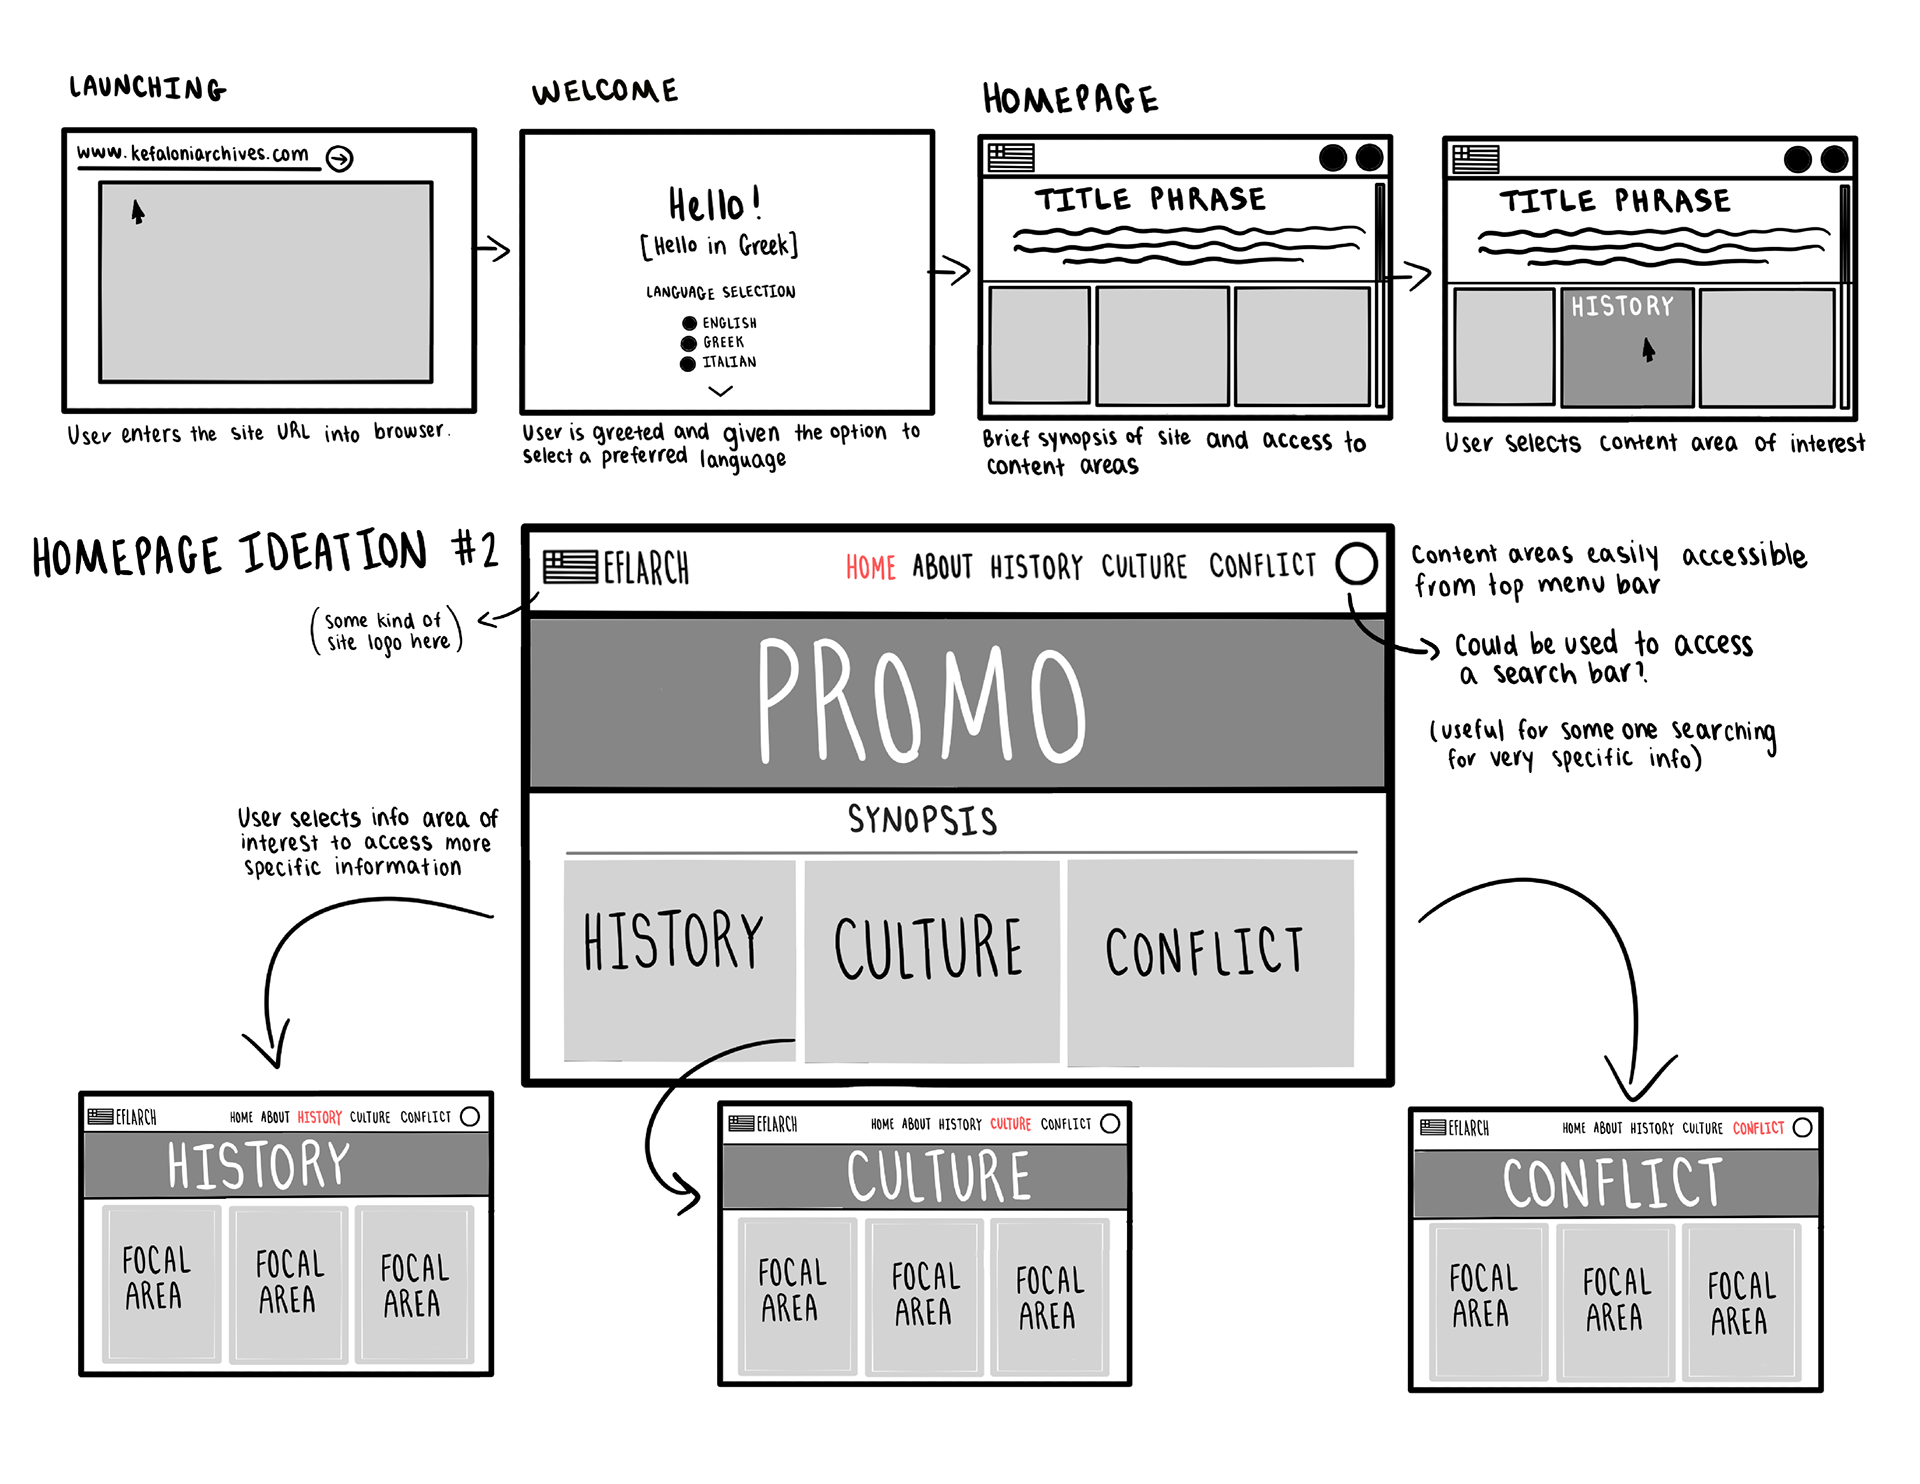 LAUNCHING
www.kefaloniarchives.com
User enters the site URL into browser.
WELCOME
Hello!
[Hello in Greek]
LANGUAGE SELECTION
ENGLISH
GREEK
ITALIAN
User is greeted and given the option to
select a preferred language
HOMEPAGE
TITLE PHRASE
Brief synopsis of site and access to
content areas
TITLE PHRASE
HISTORY
User selects content area of interest
HOMEPAGE IDEATION #2
(some kind of
site logo here)
EFLARCH
HOME ABOUT HISTORY CULTURE CONFLICT
PROMO
SYNOPSIS
HISTORY
CULTURE
CONFLICT
Content areas easily accessible
from top menu bar
Could be used to access
a search bar?
(useful for some one searching
for very specific info)
User selects info area of
interest to access more
specific information
EFLARCH
HOME ABOUT HISTORY CULTURE CONFLICT
HISTORY
FOCAL
AREA
FOCAL
AREA
FOCAL
AREA
EFLARCH
HOME ABOUT HISTORY CULTURE CONFLICT
CULTURE
FOCAL
AREA
FOCAL
AREA
FOCAL
AREA
EFLARCH
HOME ABOUT HISTORY CULTURE CONFLICT
CONFLICT
FOCAL
AREA
FOCAL
AREA
FOCAL
AREA